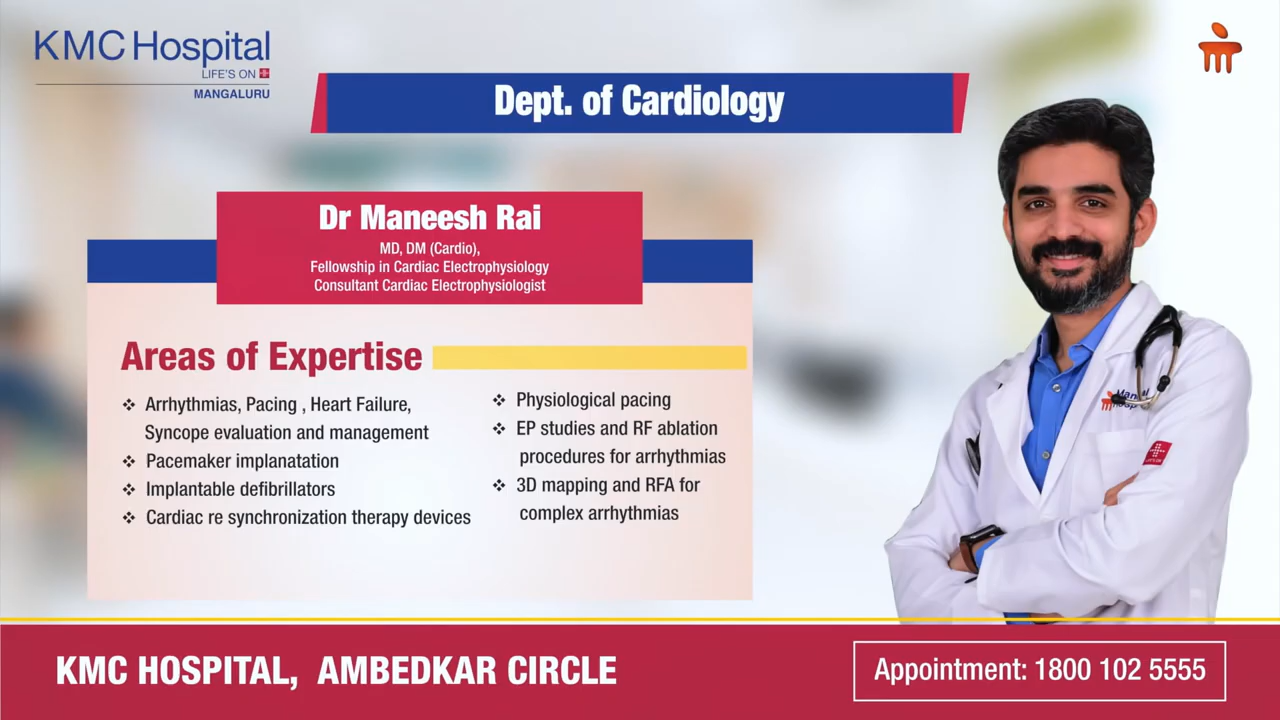 KMC Hospital
LIFE'S ON
MANGALURU
Dept. of Cardiology
Dr Maneesh Rai
MD, DM (Cardio),
Fellowship in Cardiac Electrophysiology
Consultant Cardiac Electrophysiologist
Areas of Expertise
❖ Arrhythmias, Pacing , Heart Failure,
Syncope evaluation and management
❖ Pacemaker implanatation
❖ Implantable defibrillators
❖ Cardiac re synchronization therapy devices
❖ Physiological pacing
❖ EP studies and RF ablation
procedures for arrhythmias
❖ 3D mapping and RFA for
complex arrhythmias
KMC HOSPITAL, AMBEDKAR CIRCLE
Appointment: 1800 102 5555